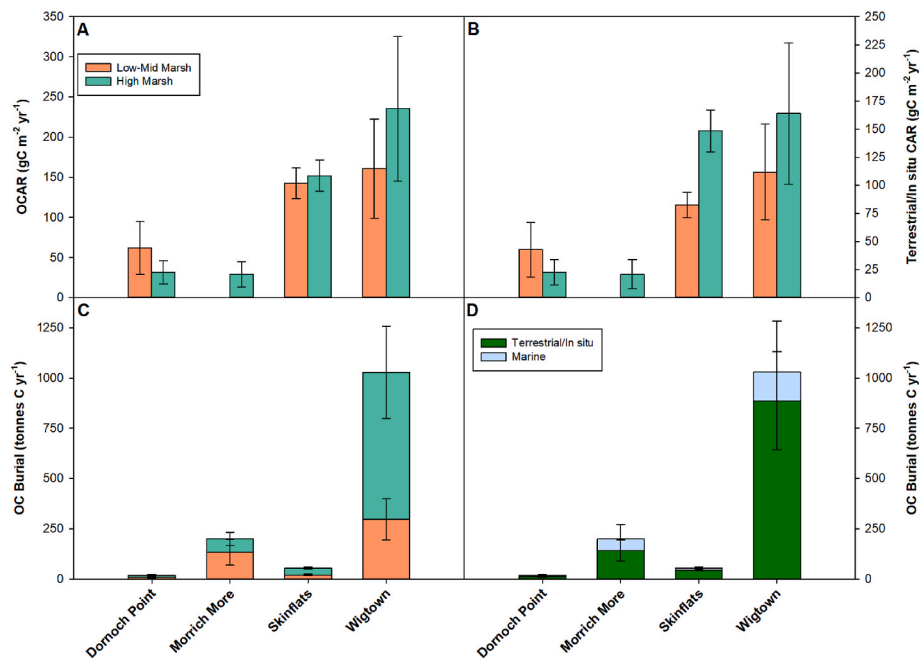 A
B
Low-Mid Marsh
High Marsh
350
300
250
200
150
100
50
0
OCAR (gC m⁻² yr⁻¹)
250
225
200
175
150
125
100
75
50
25
0
Terrestrial/In situ CAR (gC m⁻² yr⁻¹)
C
D
Terrestrial/In situ
Marine
1250
1000
750
500
250
0
OC Burial (tonnes C yr⁻¹)
1250
1000
750
500
250
0
OC Burial (tonnes C yr⁻¹)
Dornoch Point
Morrich More
Skinflats
Wigtown
Dornoch Point
Morrich More
Skinflats
Wigtown